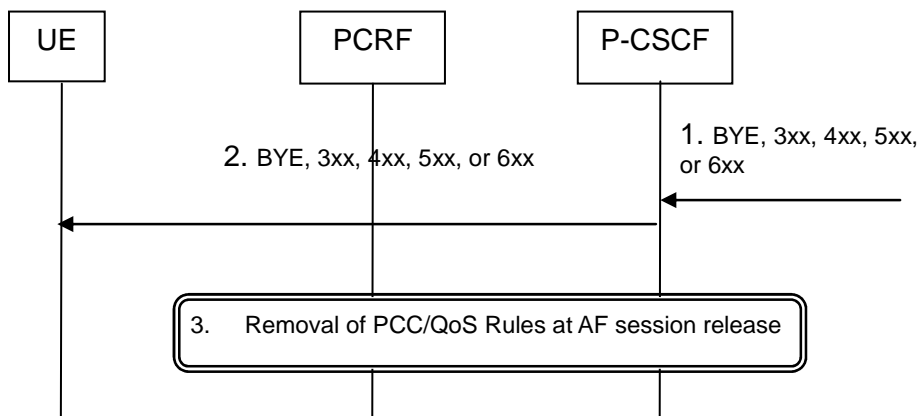 UE
PCRF
P-CSCF
1. BYE, 3xx, 4xx, 5xx,
or 6xx
2. BYE, 3xx, 4xx, 5xx, or 6xx
3. Removal of PCC/QoS Rules at AF session release